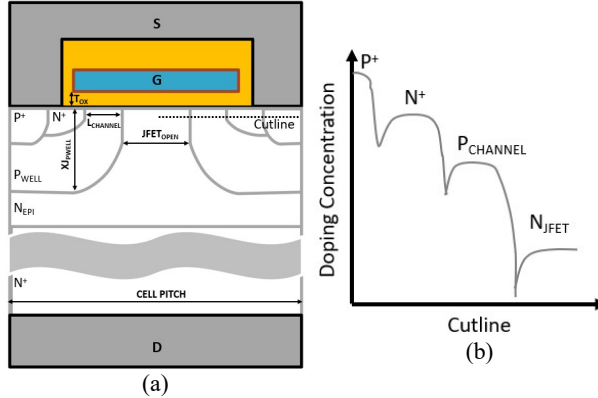 S
G
T_OX
P⁺
N⁺
L_CHANNEL
JFET_OPEN
Cutline
XJ_PWELL
P_WELL
N_EPI
N⁺
CELL PITCH
D
(a)
Doping Concentration
P⁺
N⁺
P_CHANNEL
N_JFET
Cutline
(b)